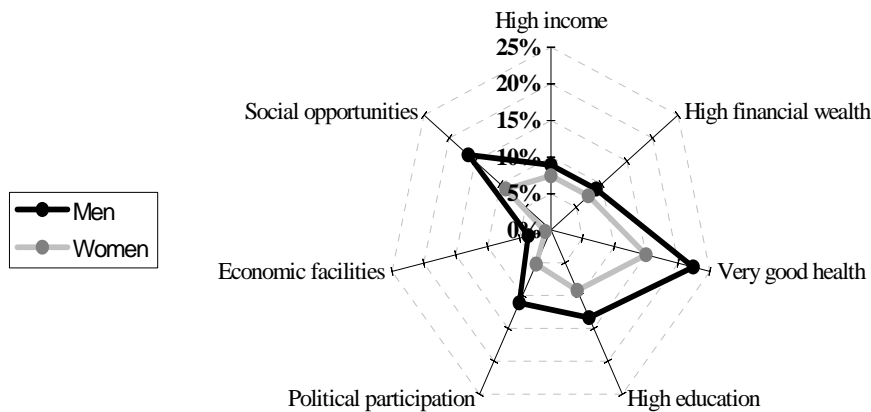 High income
25%
20%
15%
10%
5%
0%
Social opportunities
High financial wealth
Men
Women
Economic facilities
Very good health
Political participation
High education